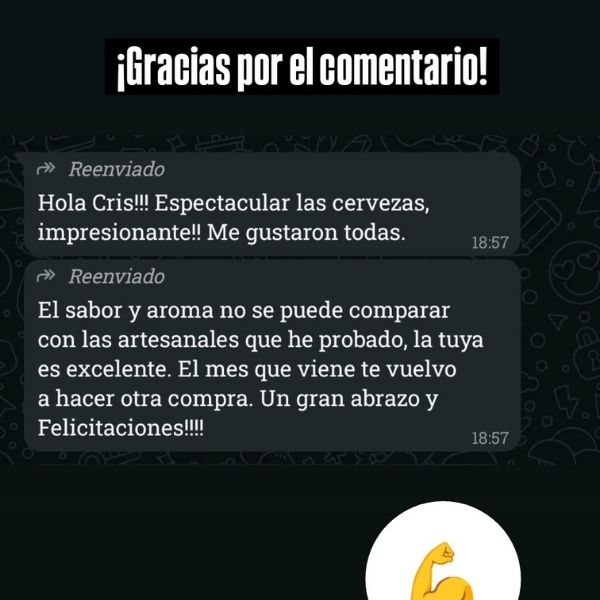 ¡Gracias por el comentario!
Reenviado
Hola Cris!!! Espectacular las cervezas,
impresionante!! Me gustaron todas.
18:57
Reenviado
El sabor y aroma no se puede comparar
con las artesanales que he probado, la tuya
es excelente. El mes que viene te vuelvo
a hacer otra compra. Un gran abrazo y
Felicitaciones!!!!
18:57